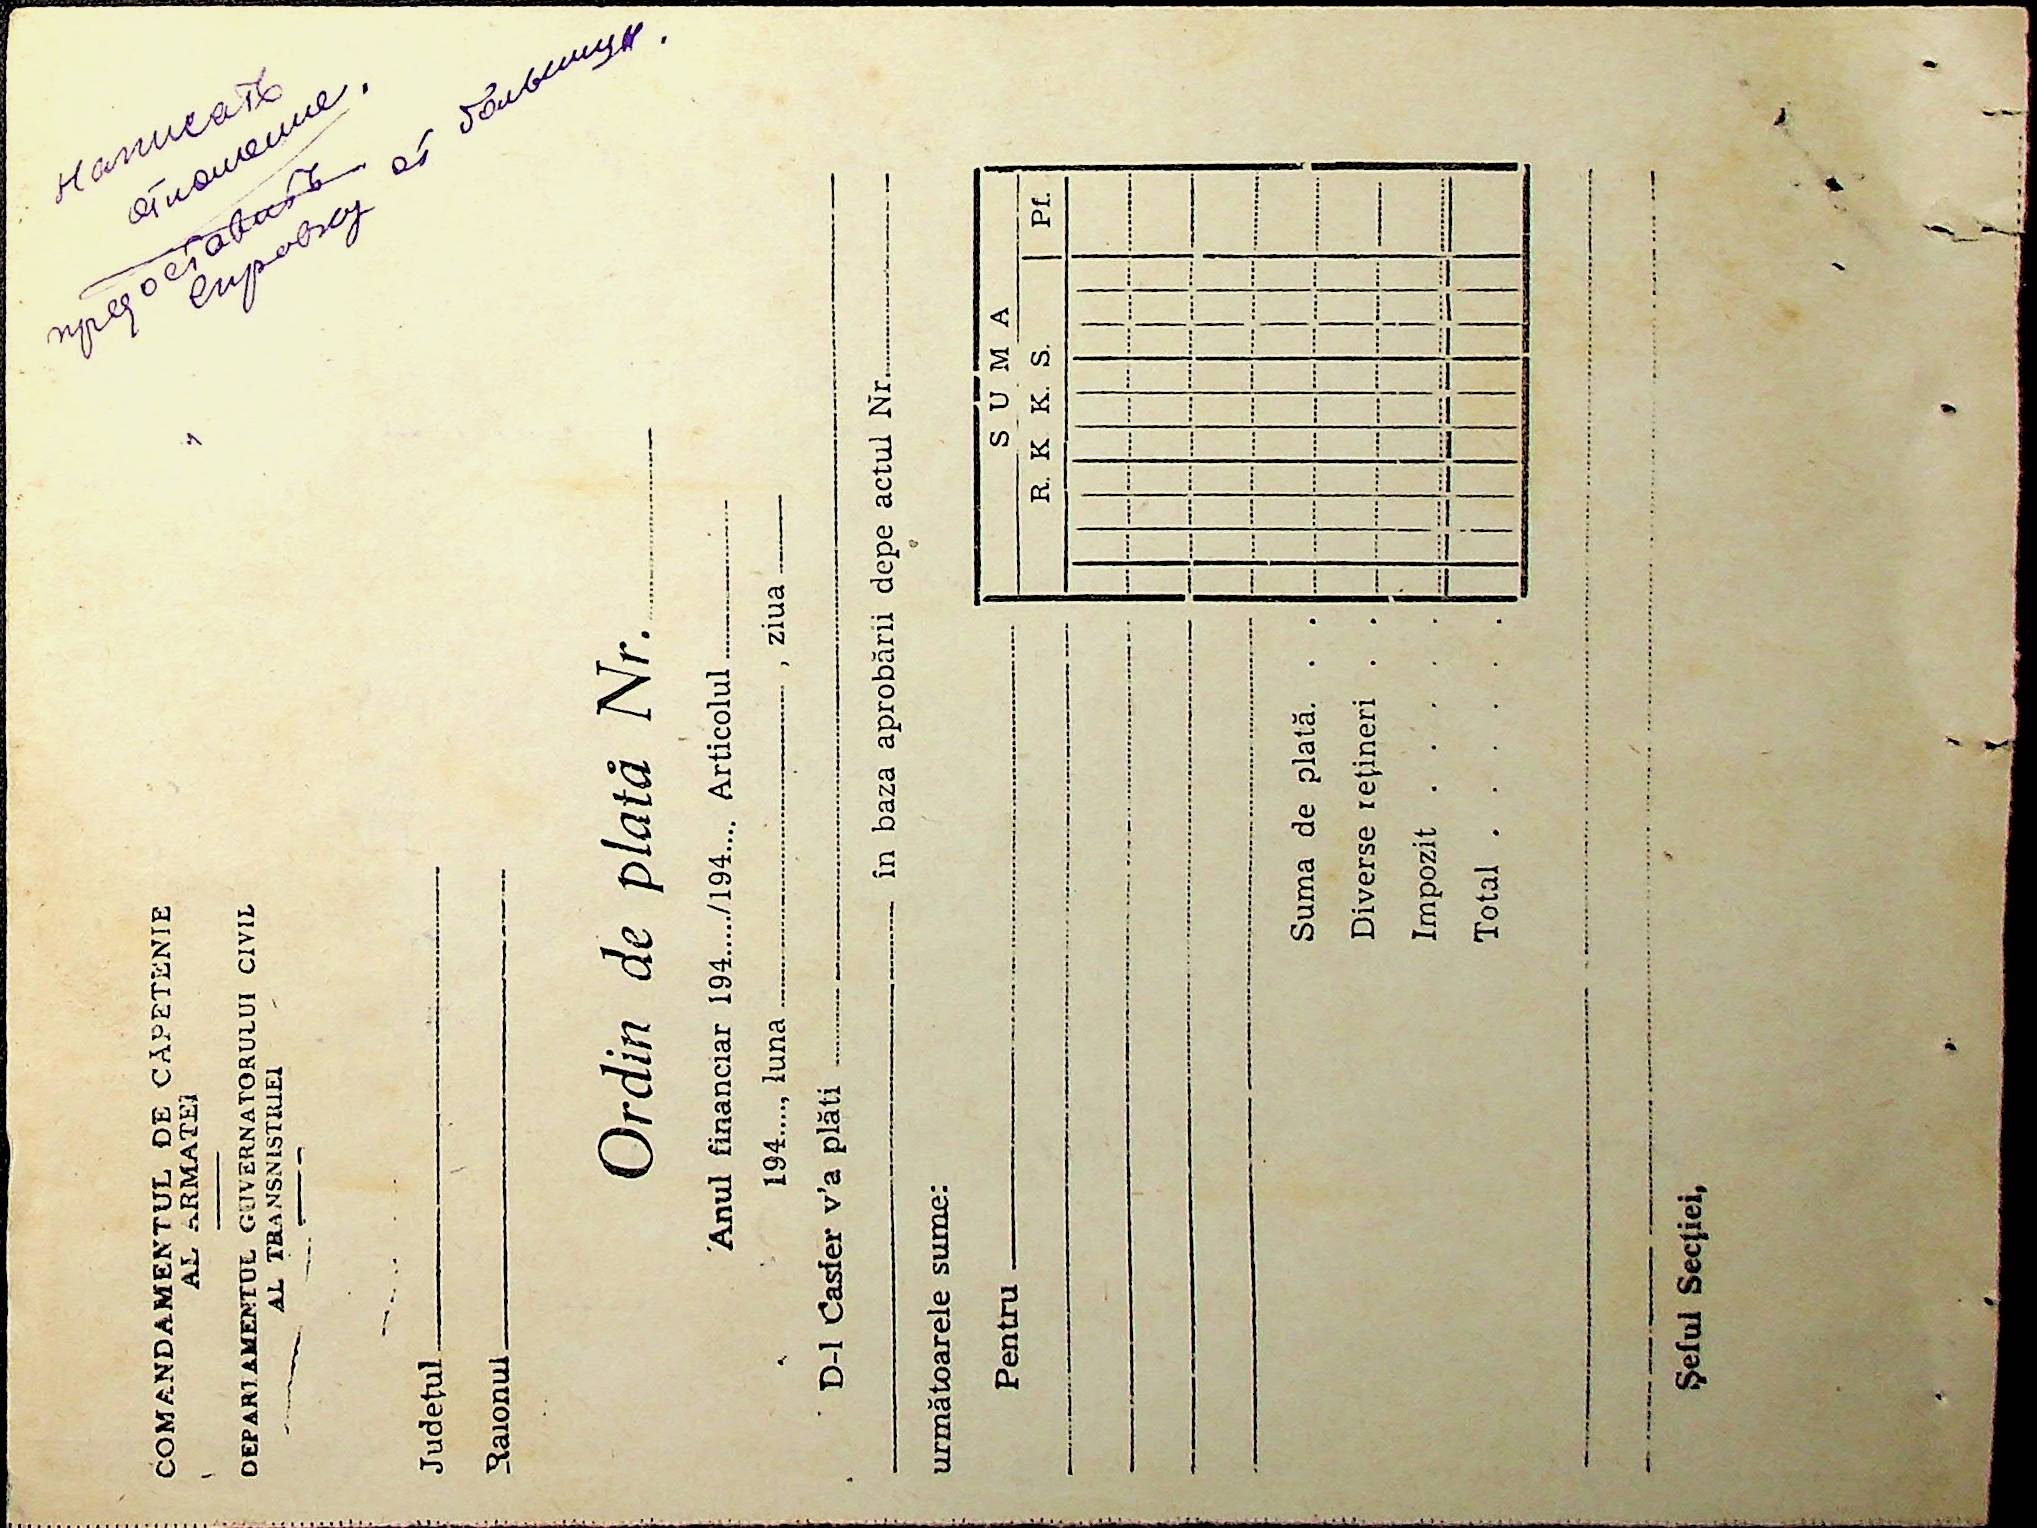 Написать
отношение.
предоставить
справку от больницы.
COMANDAMENTUL DE CĂPETENIE
AL ARMATEI
DEPARTAMENTUL GUVERNATORULUI CIVIL
AL TRANSNISTRIEI
Județul
Raionul
Ordin de plată Nr.
Anul financiar 194..../194.... Articolul
194...., luna , ziua
D-l Casier v'a plăti
în baza aprobării depe actul Nr.
următoarele sume:
SUMA
R. K K. S. Pf.
Pentru
Suma de plată. . .
Diverse rețineri . .
Impozit . . . . .
Total . . . . . .
Șeful Secției,